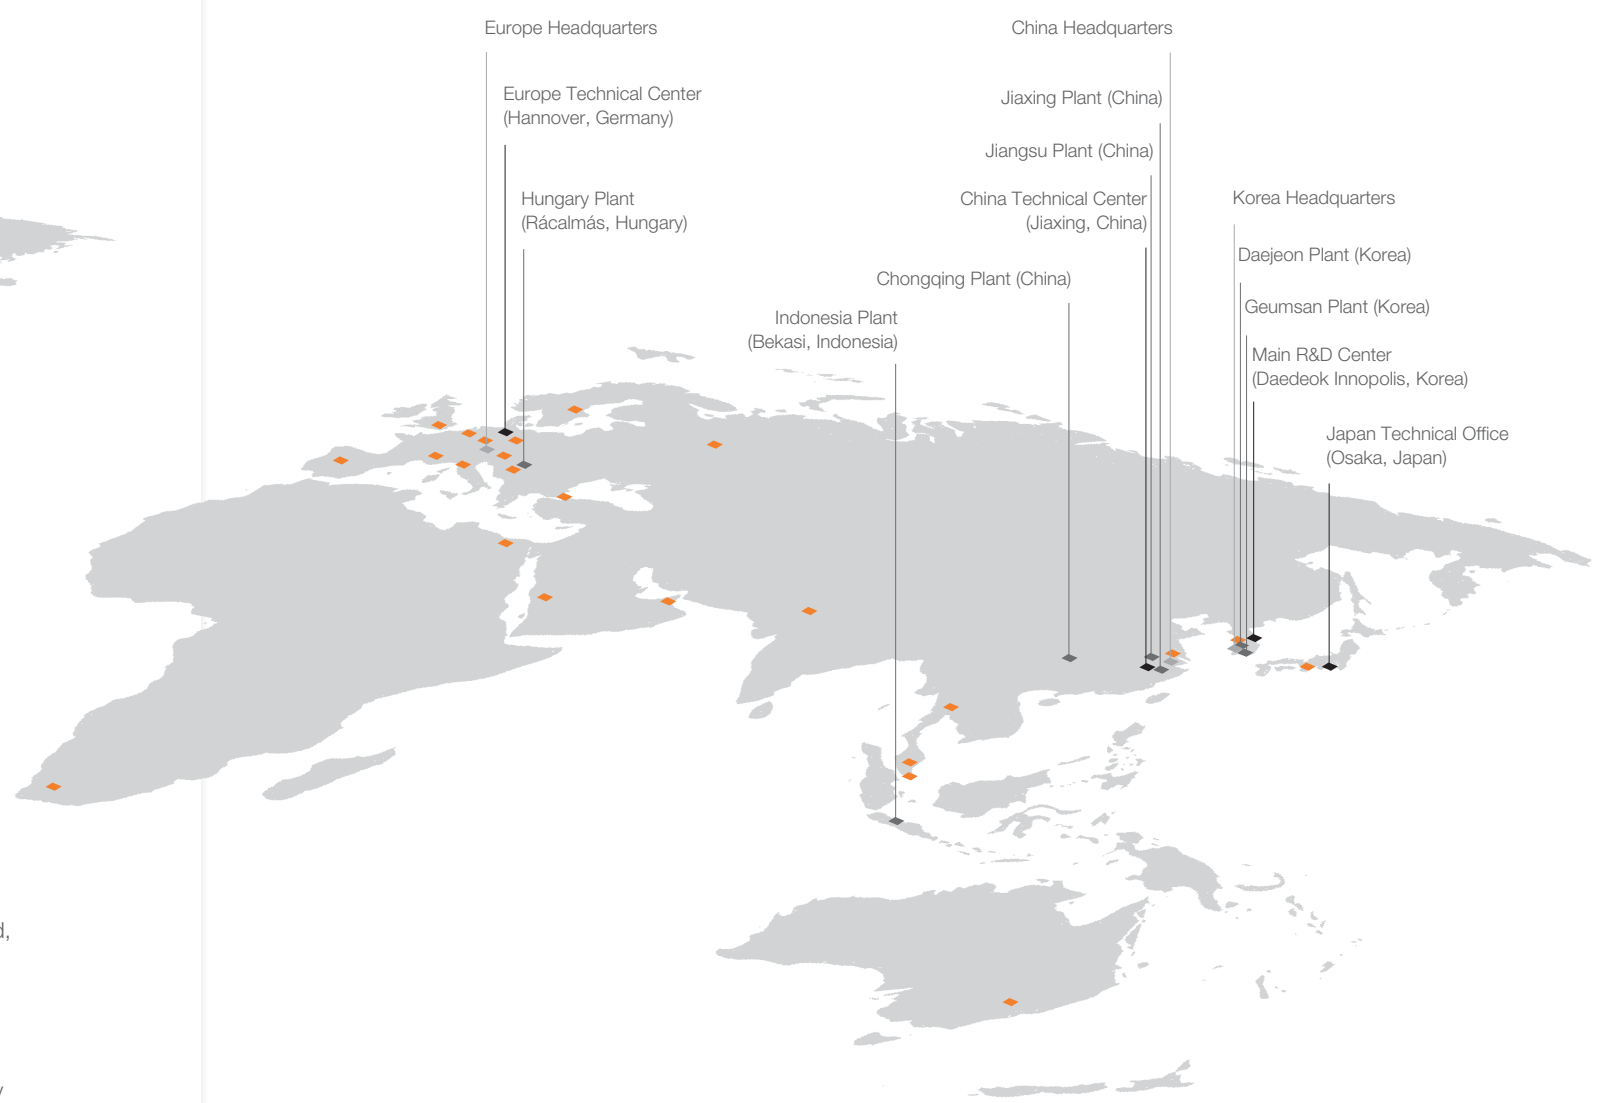 Europe Headquarters
Europe Technical Center
(Hannover, Germany)
Hungary Plant
(Rácalmás, Hungary)
China Headquarters
Jiaxing Plant (China)
Jiangsu Plant (China)
China Technical Center
(Jiaxing, China)
Chongqing Plant (China)
Indonesia Plant
(Bekasi, Indonesia)
Korea Headquarters
Daejeon Plant (Korea)
Geumsan Plant (Korea)
Main R&D Center
(Daedeok Innopolis, Korea)
Japan Technical Office
(Osaka, Japan)